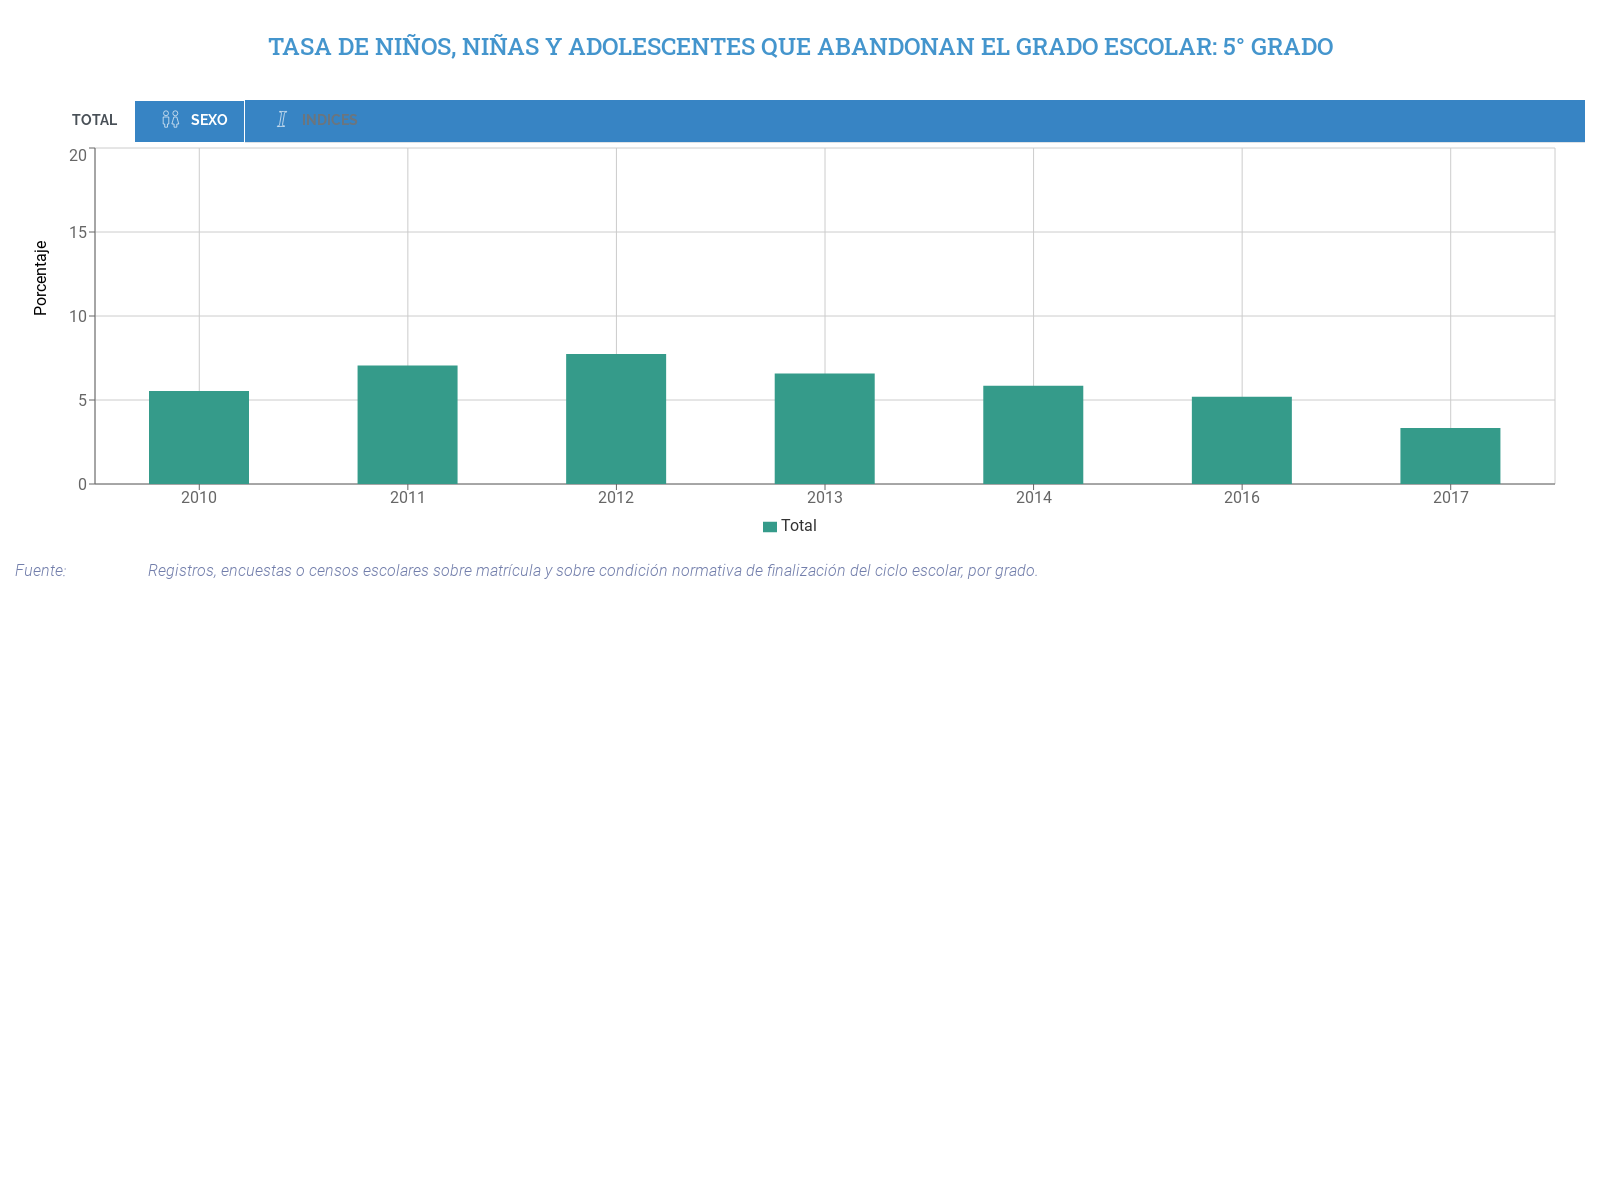 TASA DE NIÑOS, NIÑAS Y ADOLESCENTES QUE ABANDONAN EL GRADO ESCOLAR: 5° GRADO
TOTAL SEXO INDICES
20
15
10
5
0
Porcentaje
2010 2011 2012 2013 2014 2016 2017
Total
Fuente: Registros, encuestas o censos escolares sobre matrícula y sobre condición normativa de finalización del ciclo escolar, por grado.